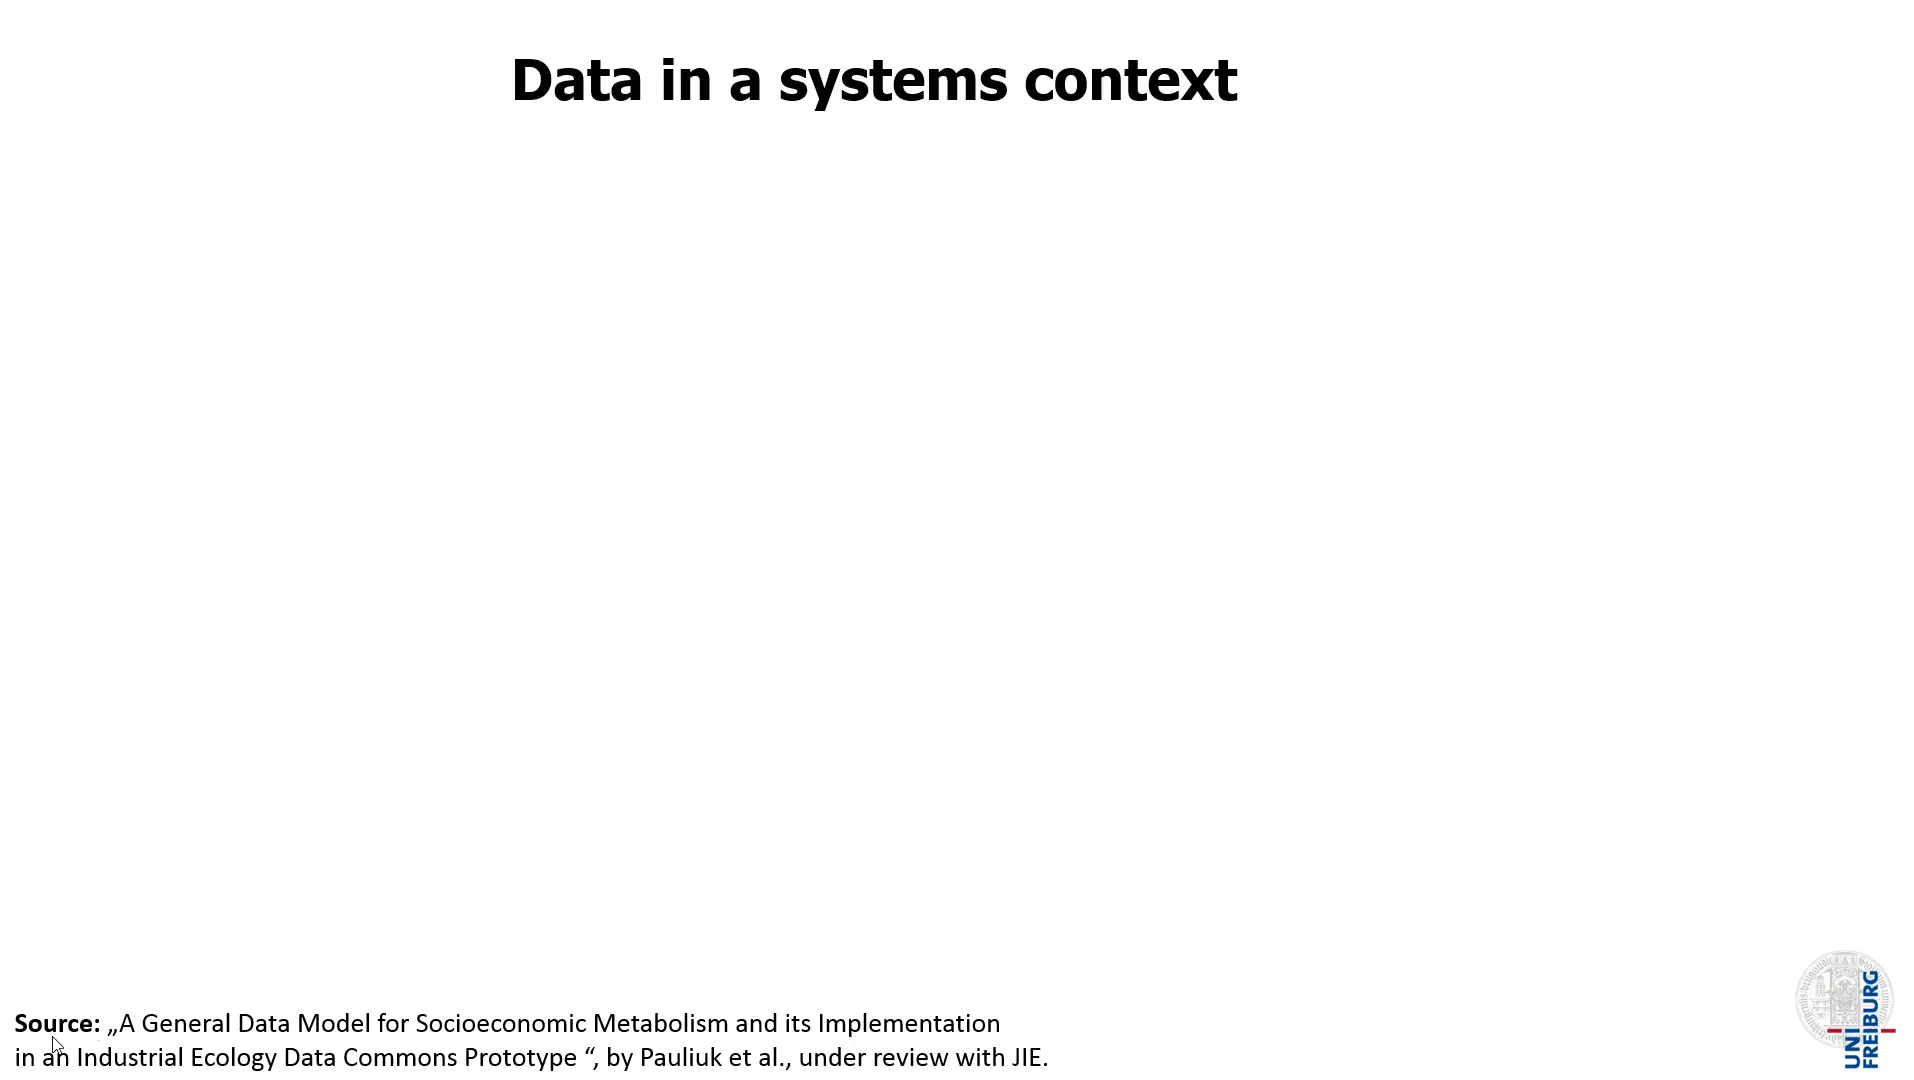 Data in a systems context
Source: „A General Data Model for Socioeconomic Metabolism and its Implementation
in an Industrial Ecology Data Commons Prototype “, by Pauliuk et al., under review with JIE.
UNI
FREIBURG